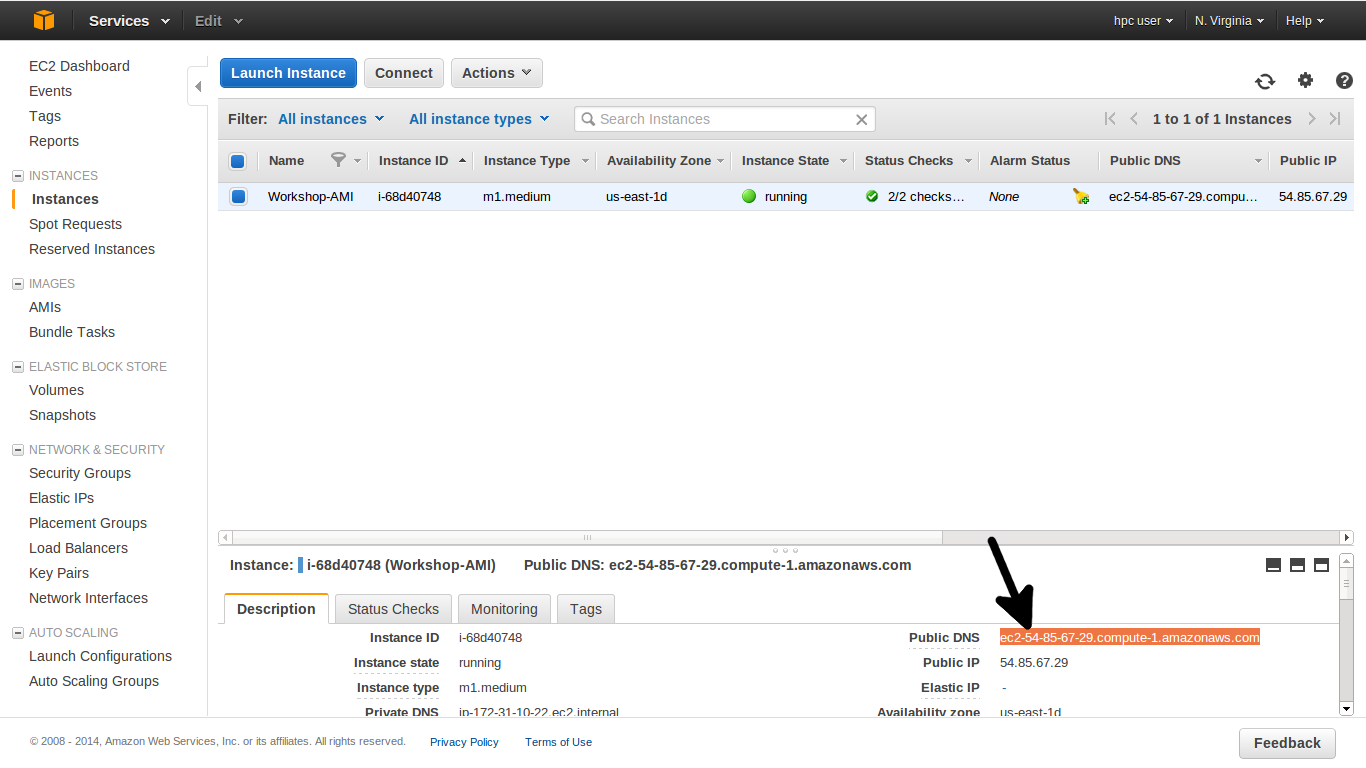 Services Edit hpc user N. Virginia Help
EC2 Dashboard
Events
Tags
Reports
INSTANCES
Instances
Spot Requests
Reserved Instances
IMAGES
AMIs
Bundle Tasks
ELASTIC BLOCK STORE
Volumes
Snapshots
NETWORK & SECURITY
Security Groups
Elastic IPs
Placement Groups
Load Balancers
Key Pairs
Network Interfaces
AUTO SCALING
Launch Configurations
Auto Scaling Groups
Launch Instance Connect Actions
Filter: All instances All instance types Search Instances 1 to 1 of 1 Instances
Name Instance ID Instance Type Availability Zone Instance State Status Checks Alarm Status Public DNS Public IP
Workshop-AMI i-68d40748 m1.medium us-east-1d running 2/2 checks… None ec2-54-85-67-29.compu… 54.85.67.29
Instance: i-68d40748 (Workshop-AMI) Public DNS: ec2-54-85-67-29.compute-1.amazonaws.com
Description Status Checks Monitoring Tags
Instance ID i-68d40748 Public DNS ec2-54-85-67-29.compute-1.amazonaws.com
Instance state running Public IP 54.85.67.29
Instance type m1.medium Elastic IP -
Private DNS ip-172-31-10-22.ec2.internal Availability zone us-east-1d
© 2008 - 2014, Amazon Web Services, Inc. or its affiliates. All rights reserved. Privacy Policy Terms of Use Feedback